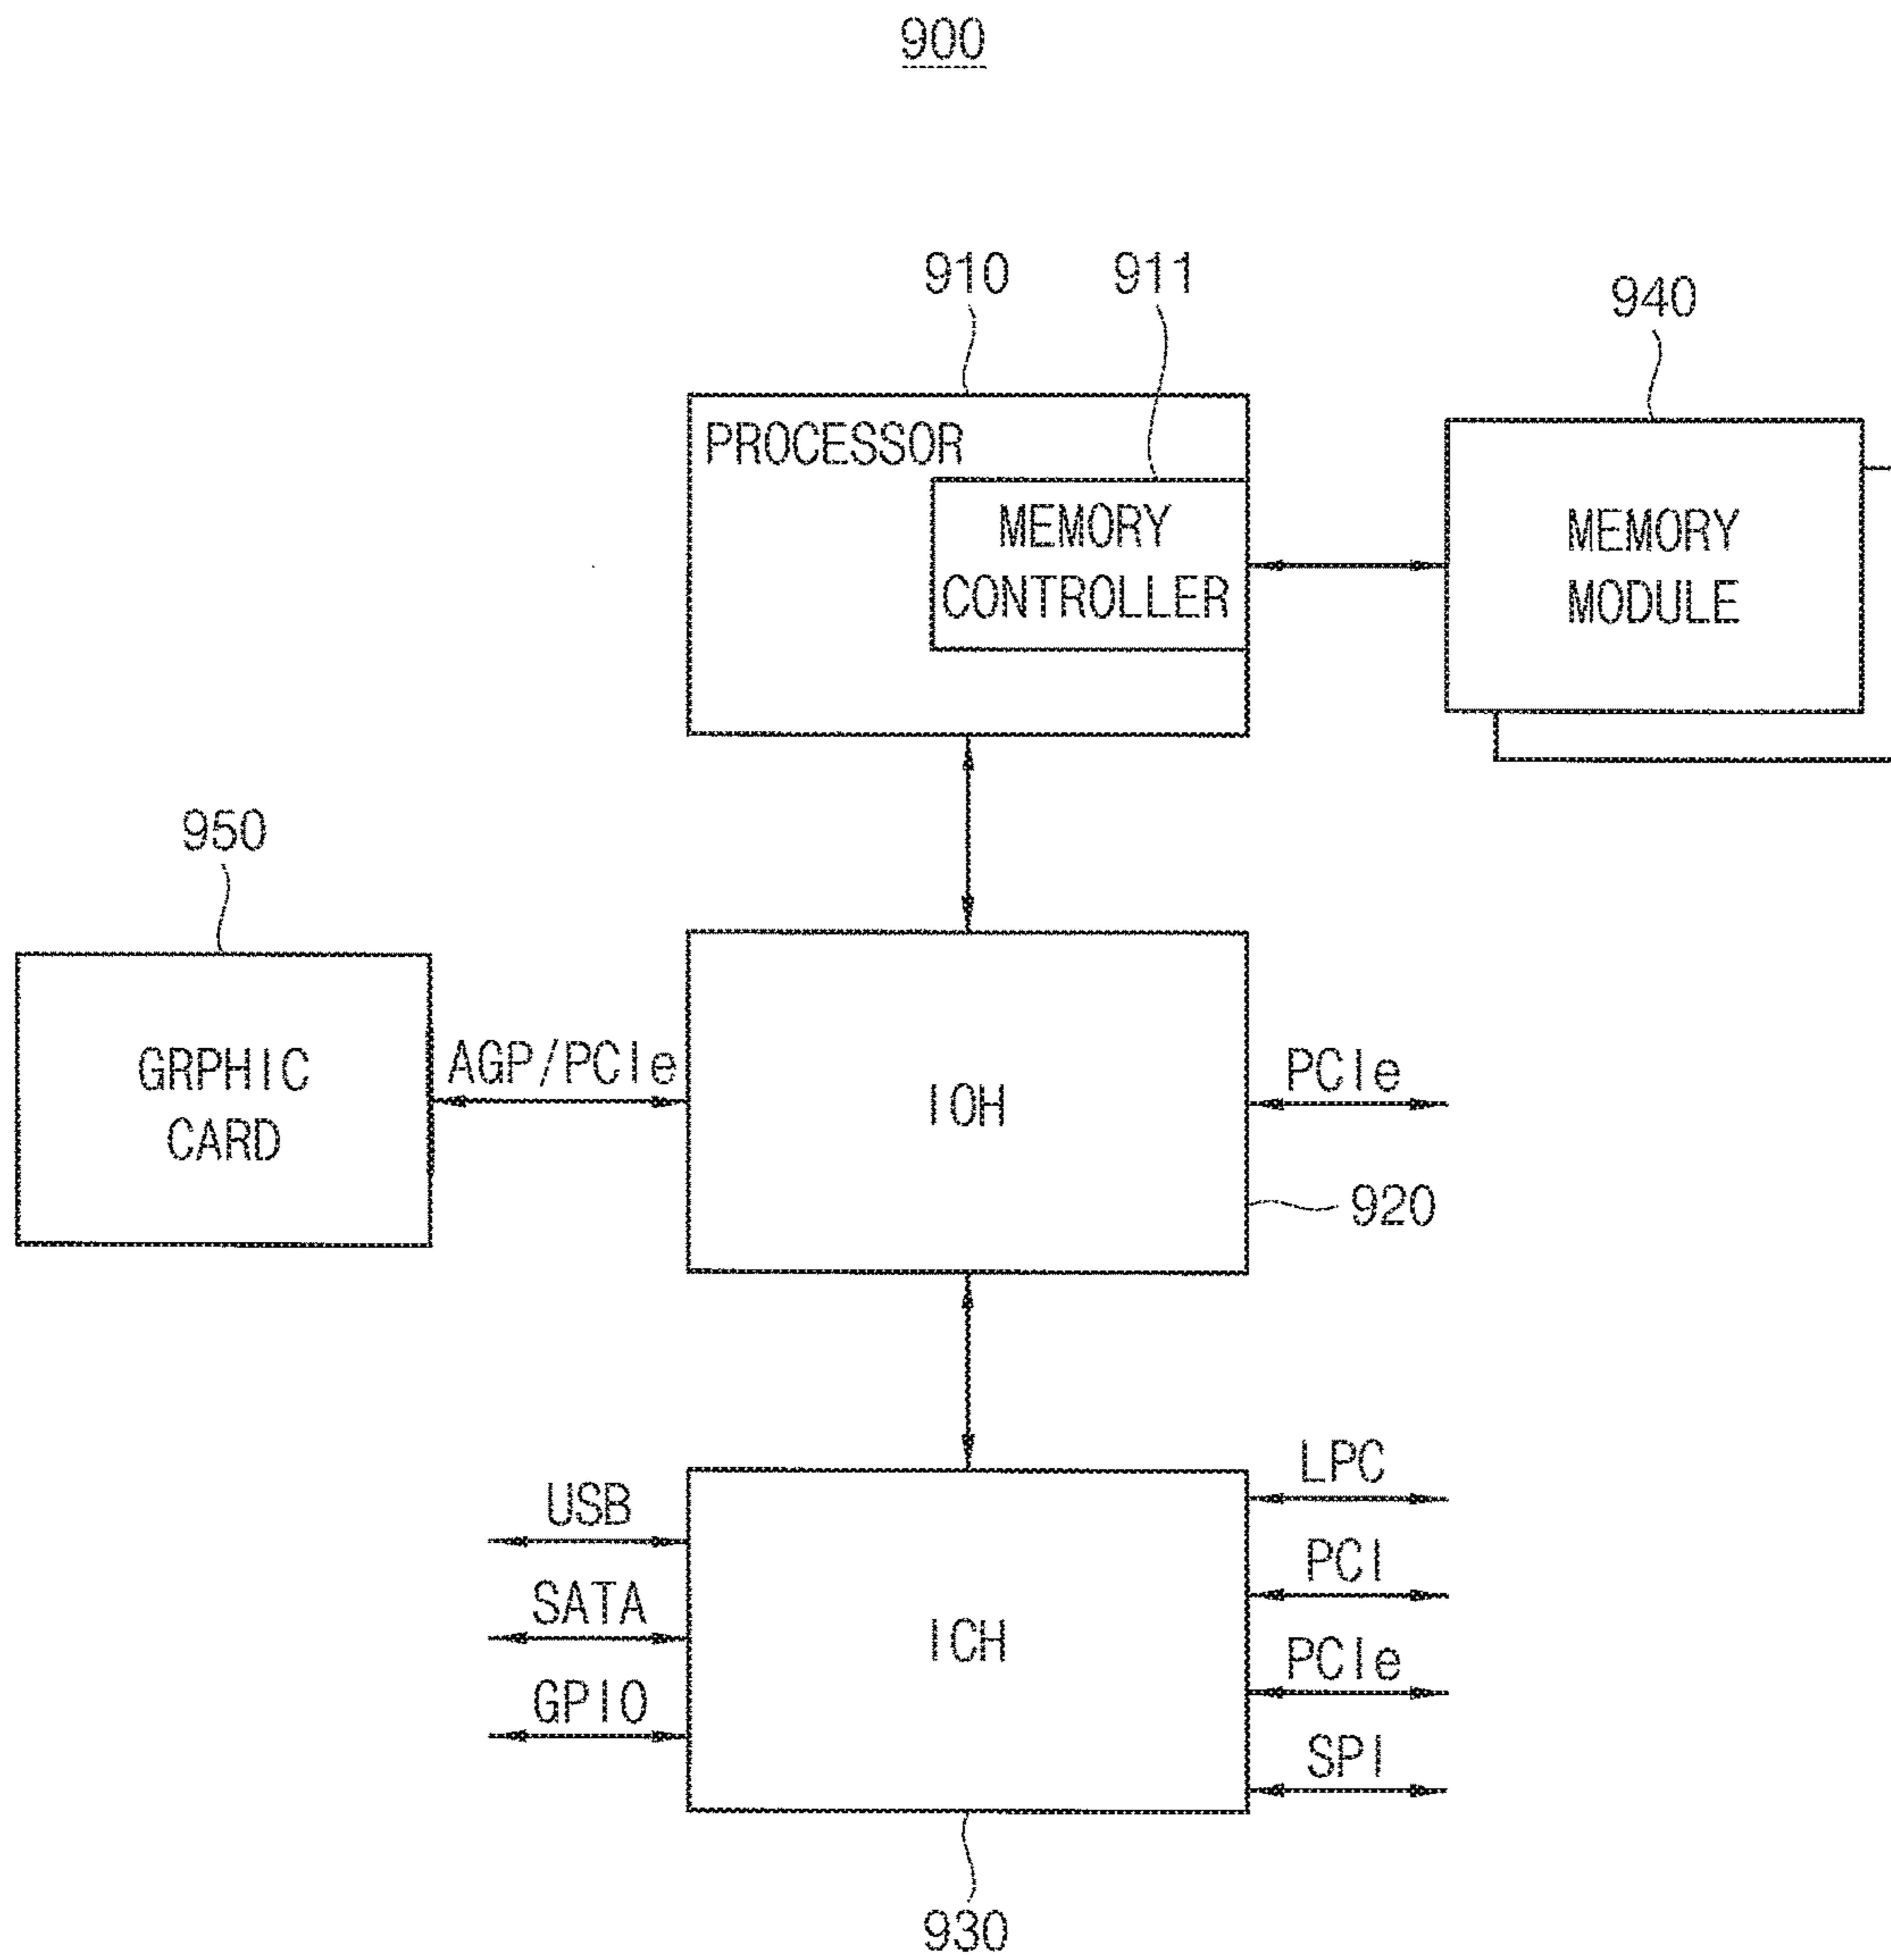 900
910
911
940
PROCESSOR
MEMORY
CONTROLLER
MEMORY
MODULE
950
GRPHIC
CARD
AGP/PCIe
IOH
PCIe
920
USB
SATA
GPIO
ICH
LPC
PCI
PCIe
SPI
930